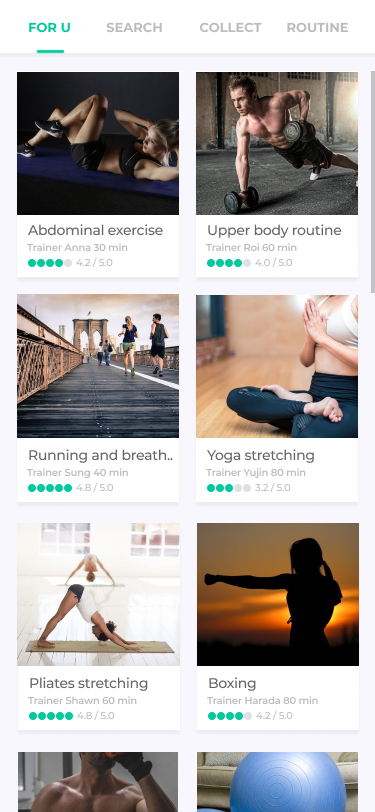 FOR U SEARCH COLLECT ROUTINE
Abdominal exercise
Trainer Anna 30 min
4.2 / 5.0
Upper body routine
Trainer Roi 60 min
4.0 / 5.0
Running and breath..
Trainer Sung 40 min
4.8 / 5.0
Yoga stretching
Trainer Yujin 80 min
3.2 / 5.0
Pliates stretching
Trainer Shawn 60 min
4.8 / 5.0
Boxing
Trainer Harada 80 min
4.2 / 5.0